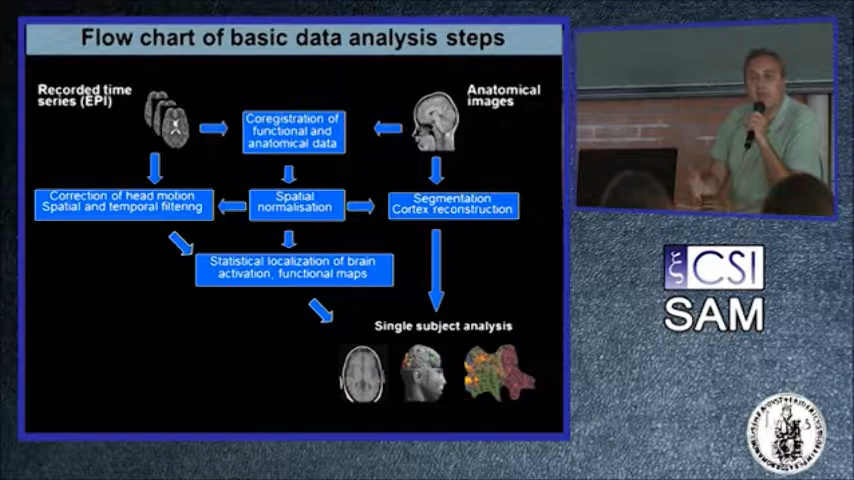 Flow chart of basic data analysis steps
Recorded time
series (EPI)
Anatomical
images
Coregistration of
functional and
anatomical data
Correction of head motion
Spatial and temporal filtering
Spatial
normalisation
Segmentation
Cortex reconstruction
Statistical localization of brain
activation, functional maps
Single subject analysis
ξ CSI
SAM